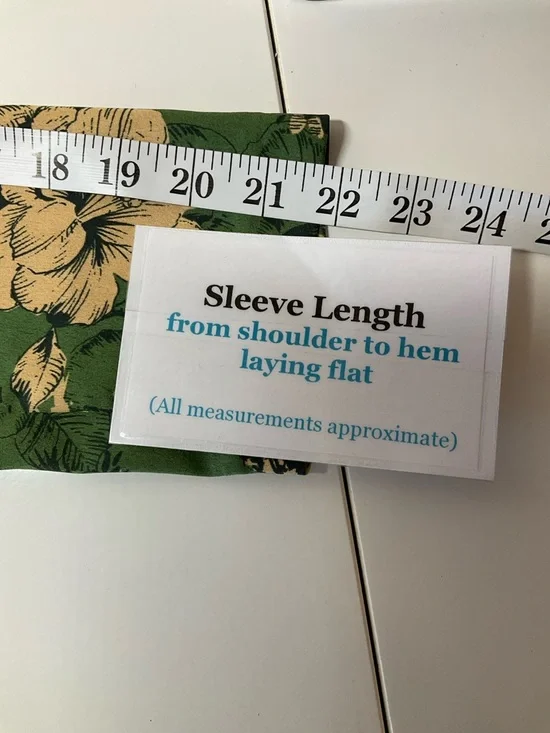 18 19 20 21 22 23 24
Sleeve Length
from shoulder to hem
laying flat
(All measurements approximate)